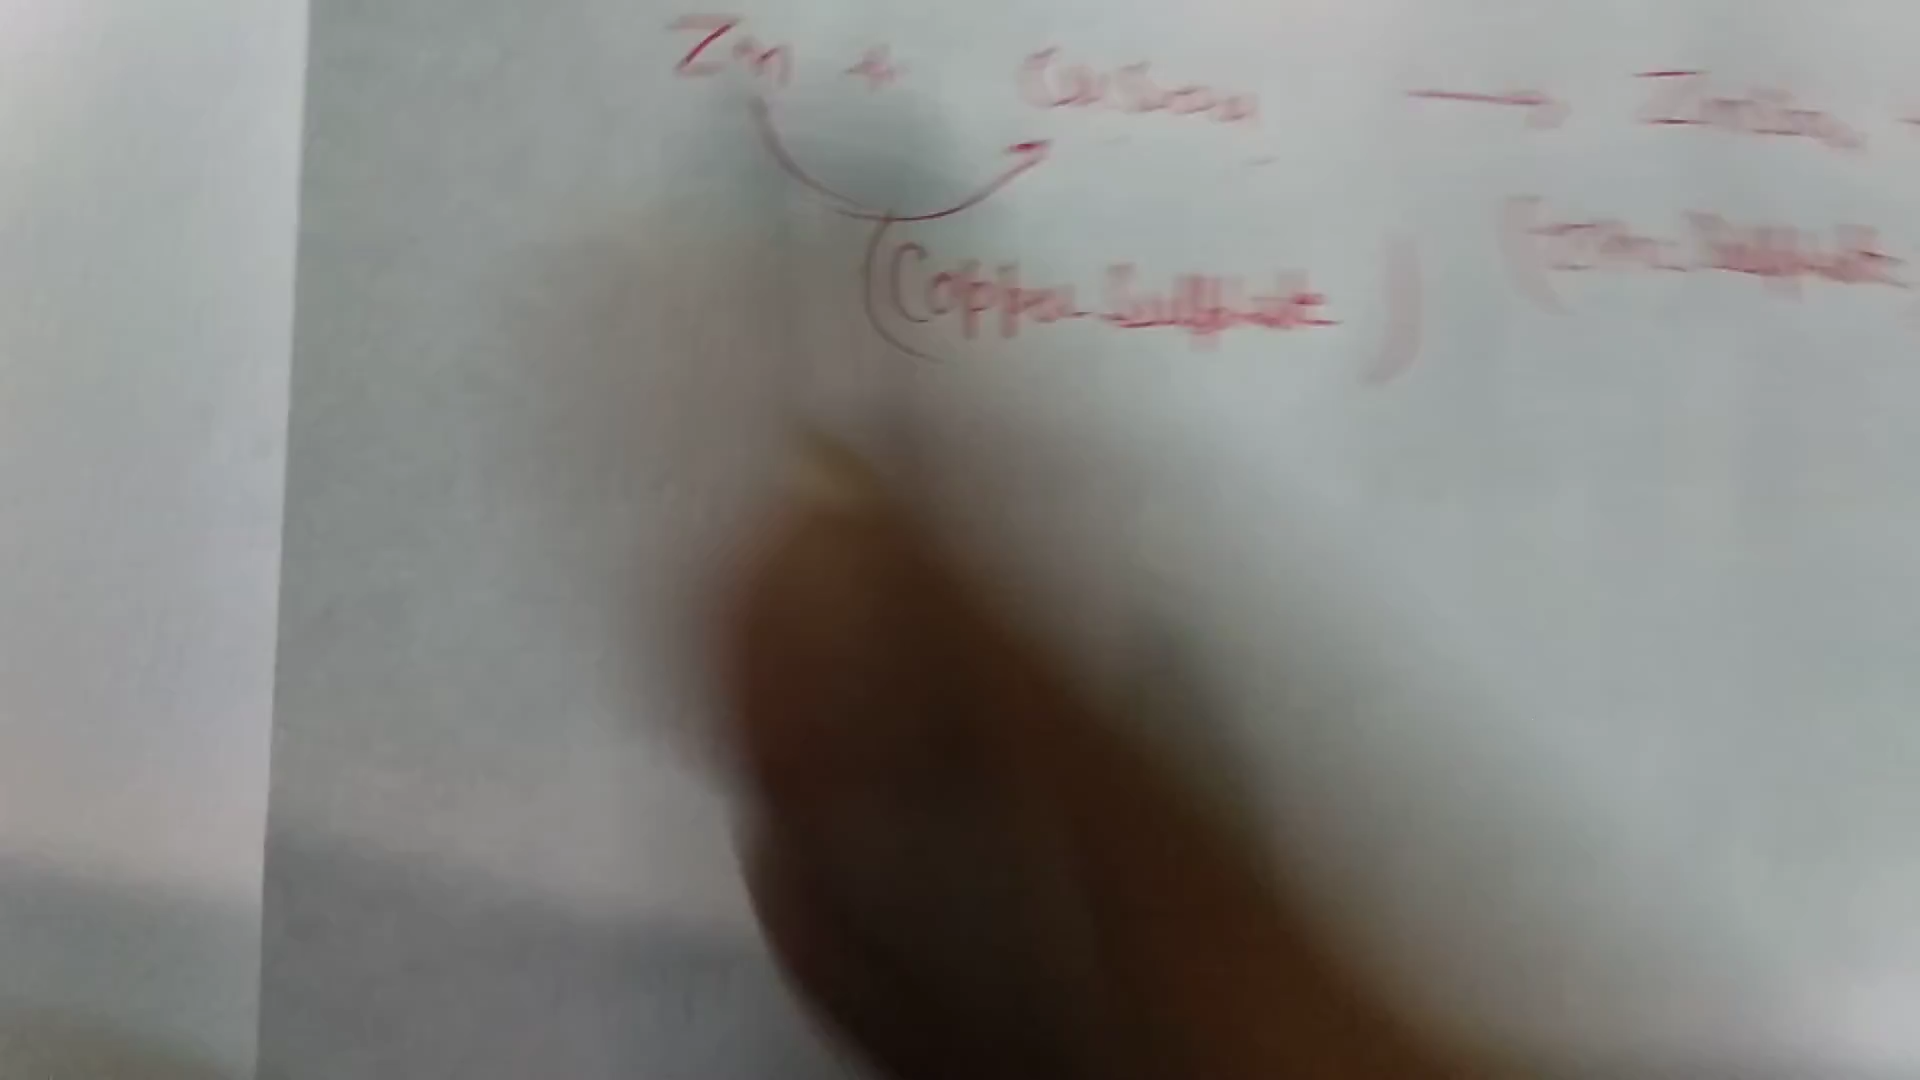 Zn + CuSO4 → ZnSO4
(Copper Sulphate) (Zinc Sulphate